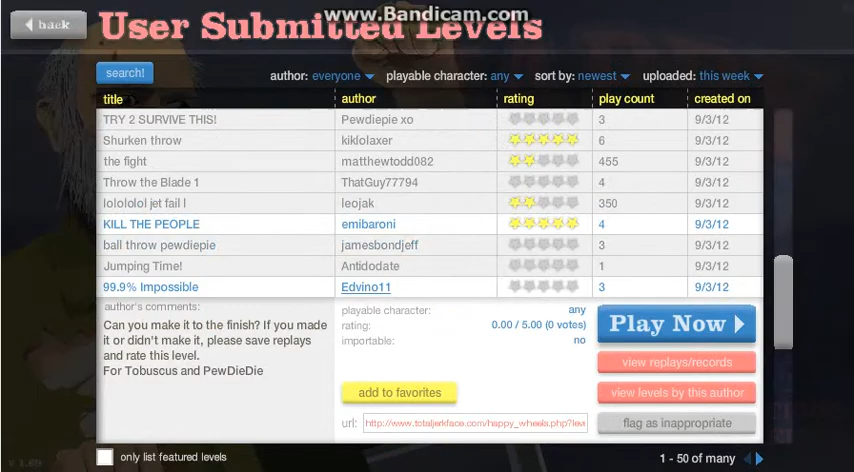 www.Bandicam.com
back
User Submitted Levels
search!
author: everyone playable character: any sort by: newest uploaded: this week
title author rating play count created on
TRY 2 SURVIVE THIS! Pewdiepie xo 3 9/3/12
Shurken throw kiklolaxer 6 9/3/12
the fight matthewtodd082 455 9/3/12
Throw the Blade 1 ThatGuy77794 4 9/3/12
lolololol jet fail l leojak 350 9/3/12
KILL THE PEOPLE emibaroni 4 9/3/12
ball throw pewdiepie jamesbondjeff 3 9/3/12
Jumping Time! Antidodate 1 9/3/12
99.9% Impossible Edvino11 3 9/3/12
author's comments:
Can you make it to the finish? If you made
it or didn't make it, please save replays
and rate this level.
For Tobuscus and PewDieDie
playable character: any
rating: 0.00 / 5.00 (0 votes)
importable: no
add to favorites
url: http://www.totaljerkface.com/happy_wheels.php?leve
Play Now
view replays/records
view levels by this author
flag as inappropriate
only list featured levels
1 - 50 of many